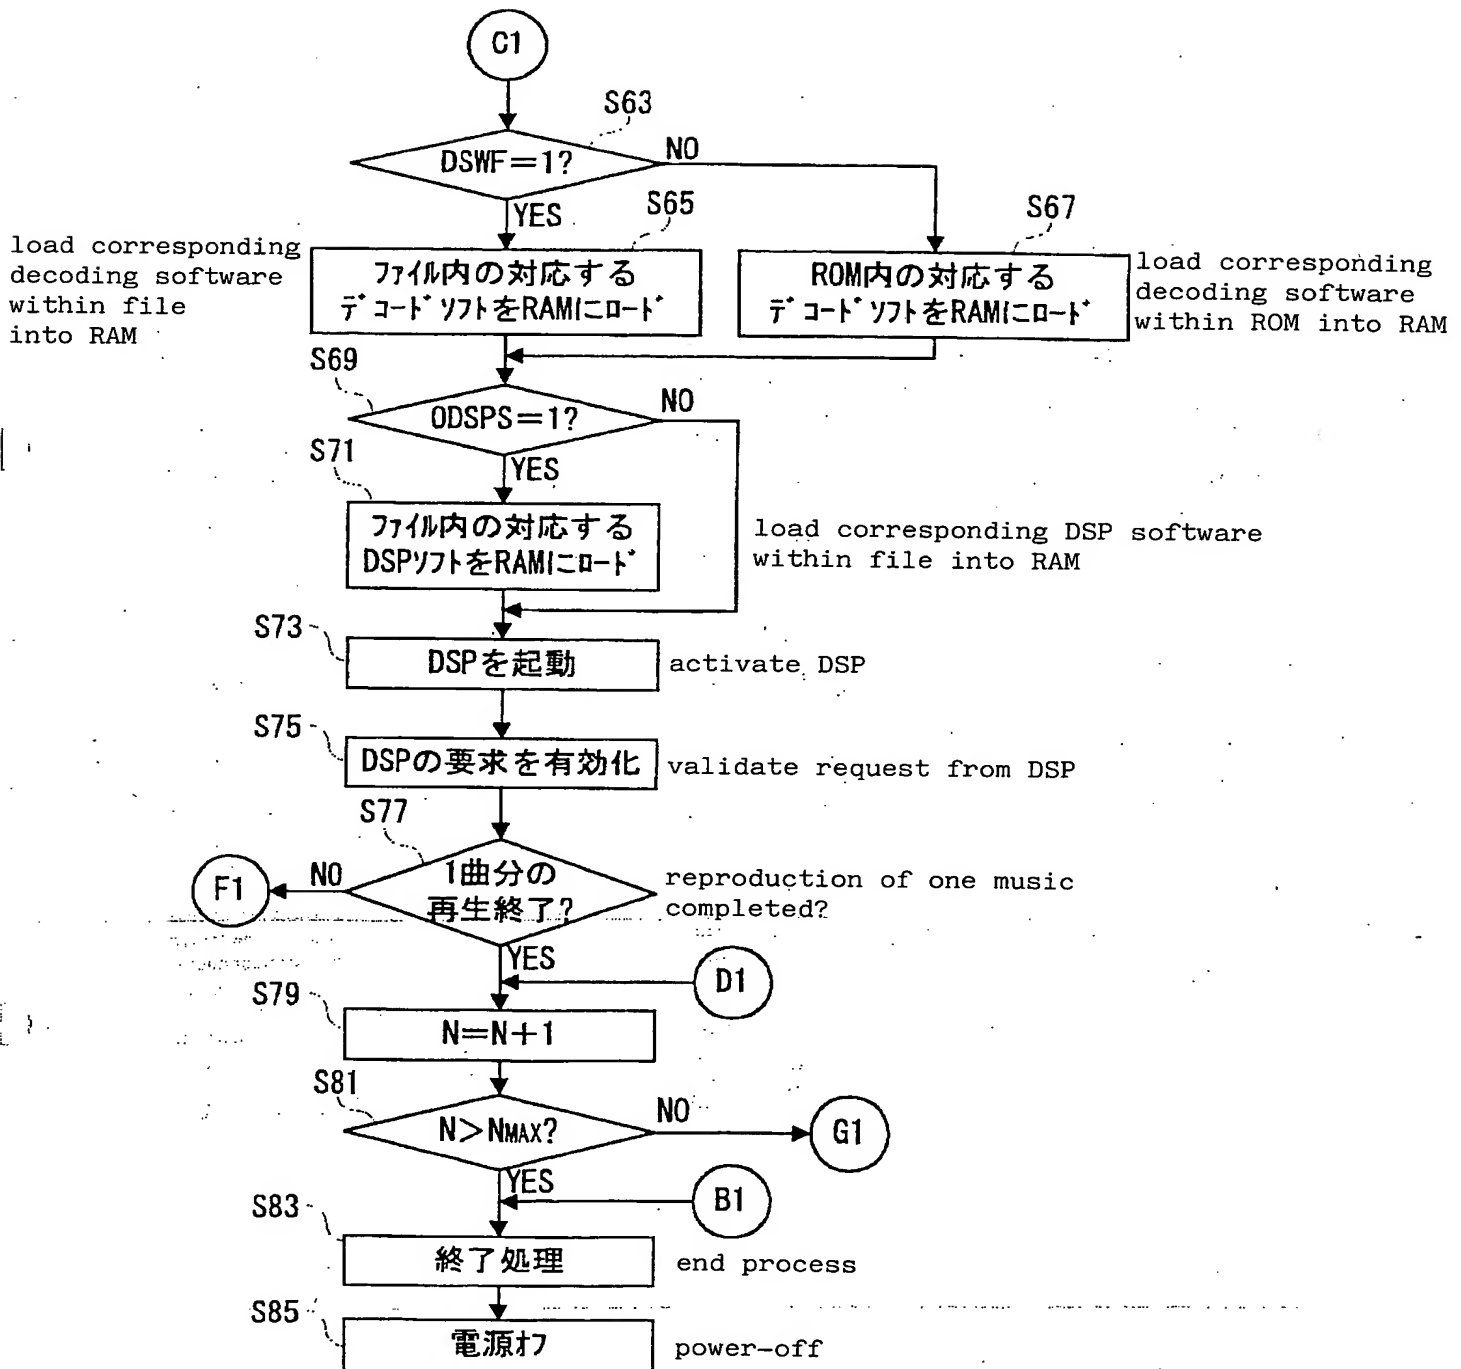 C1
S63
DSWF=1?
NO
YES
S65
S67
load corresponding
decoding software
within file
into RAM
ファイル内の対応する
デコードソフトをRAMにロード
ROM内の対応する
デコードソフトをRAMにロード
load corresponding
decoding software
within ROM into RAM
S69
ODSPS=1?
NO
S71
YES
ファイル内の対応する
DSPソフトをRAMにロード
load corresponding DSP software
within file into RAM
S73
DSPを起動
activate DSP
S75
DSPの要求を有効化
validate request from DSP
S77
F1
NO
1曲分の
再生終了?
reproduction of one music
completed?
YES
D1
S79
N=N+1
S81
N>NMAX?
NO
G1
YES
B1
S83
終了処理
end process
S85
電源オフ
power-off